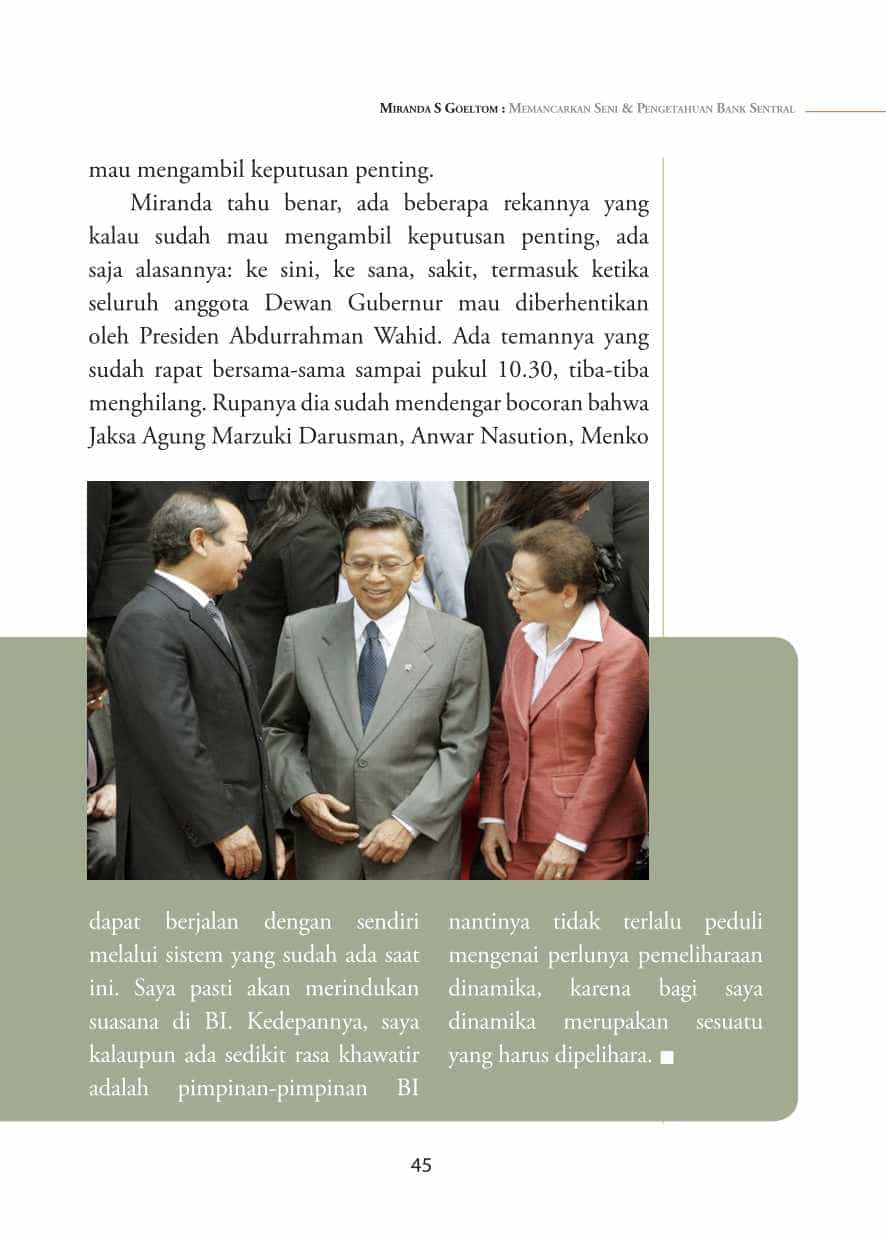 MIRANDA S GOELTOM : MEMANCARKAN SENI & PENGETAHUAN BANK SENTRAL
mau mengambil keputusan penting.
Miranda tahu benar, ada beberapa rekannya yang
kalau sudah mau mengambil keputusan penting, ada
saja alasannya: ke sini, ke sana, sakit, termasuk ketika
seluruh anggota Dewan Gubernur mau diberhentikan
oleh Presiden Abdurrahman Wahid. Ada temannya yang
sudah rapat bersama-sama sampai pukul 10.30, tiba-tiba
menghilang. Rupanya dia sudah mendengar bocoran bahwa
Jaksa Agung Marzuki Darusman, Anwar Nasution, Menko
dapat berjalan dengan sendiri
melalui sistem yang sudah ada saat
ini. Saya pasti akan merindukan
suasana di BI. Kedepannya, saya
kalaupun ada sedikit rasa khawatir
adalah pimpinan-pimpinan BI
nantinya tidak terlalu peduli
mengenai perlunya pemeliharaan
dinamika, karena bagi saya
dinamika merupakan sesuatu
yang harus dipelihara. ■
45